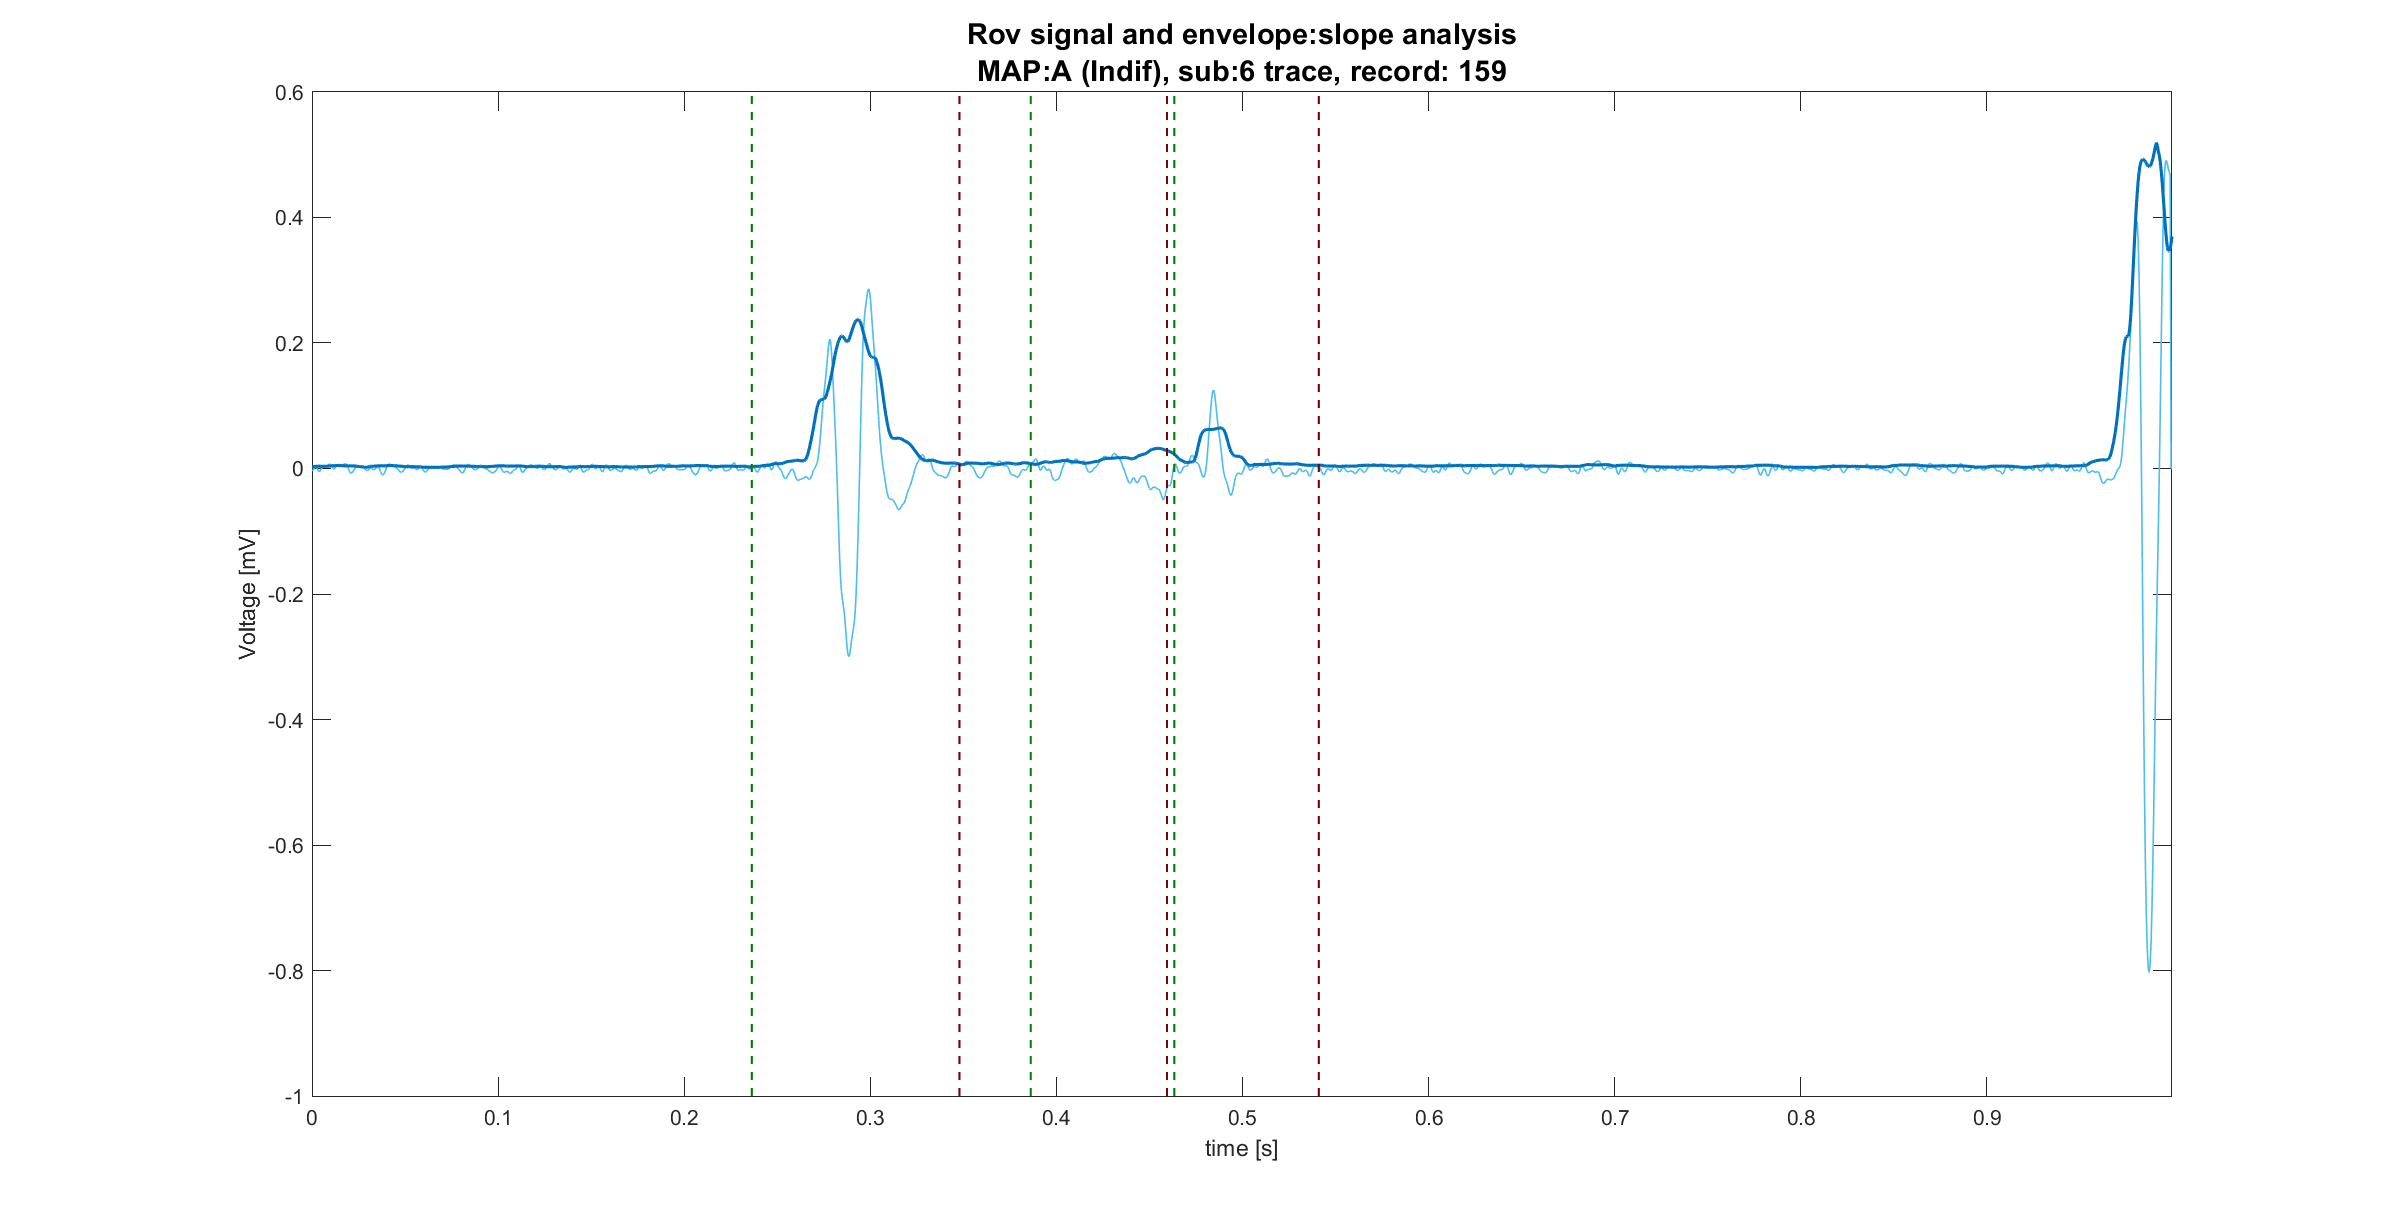 Rov signal and envelope:slope analysis
MAP:A (Indif), sub:6 trace, record: 159
0.6
0.4
0.2
0
-0.2
-0.4
-0.6
-0.8
-1
Voltage [mV]
0 0.1 0.2 0.3 0.4 0.5 0.6 0.7 0.8 0.9
time [s]